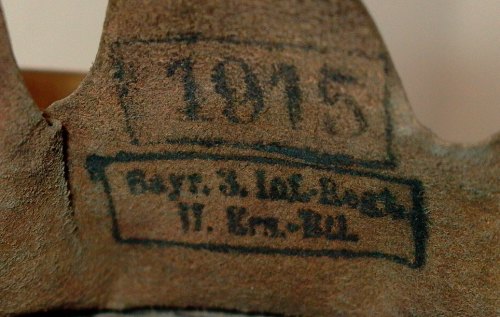 1915
Bayr. 3. Inf.-Regt.
II. Ers.-Btl.